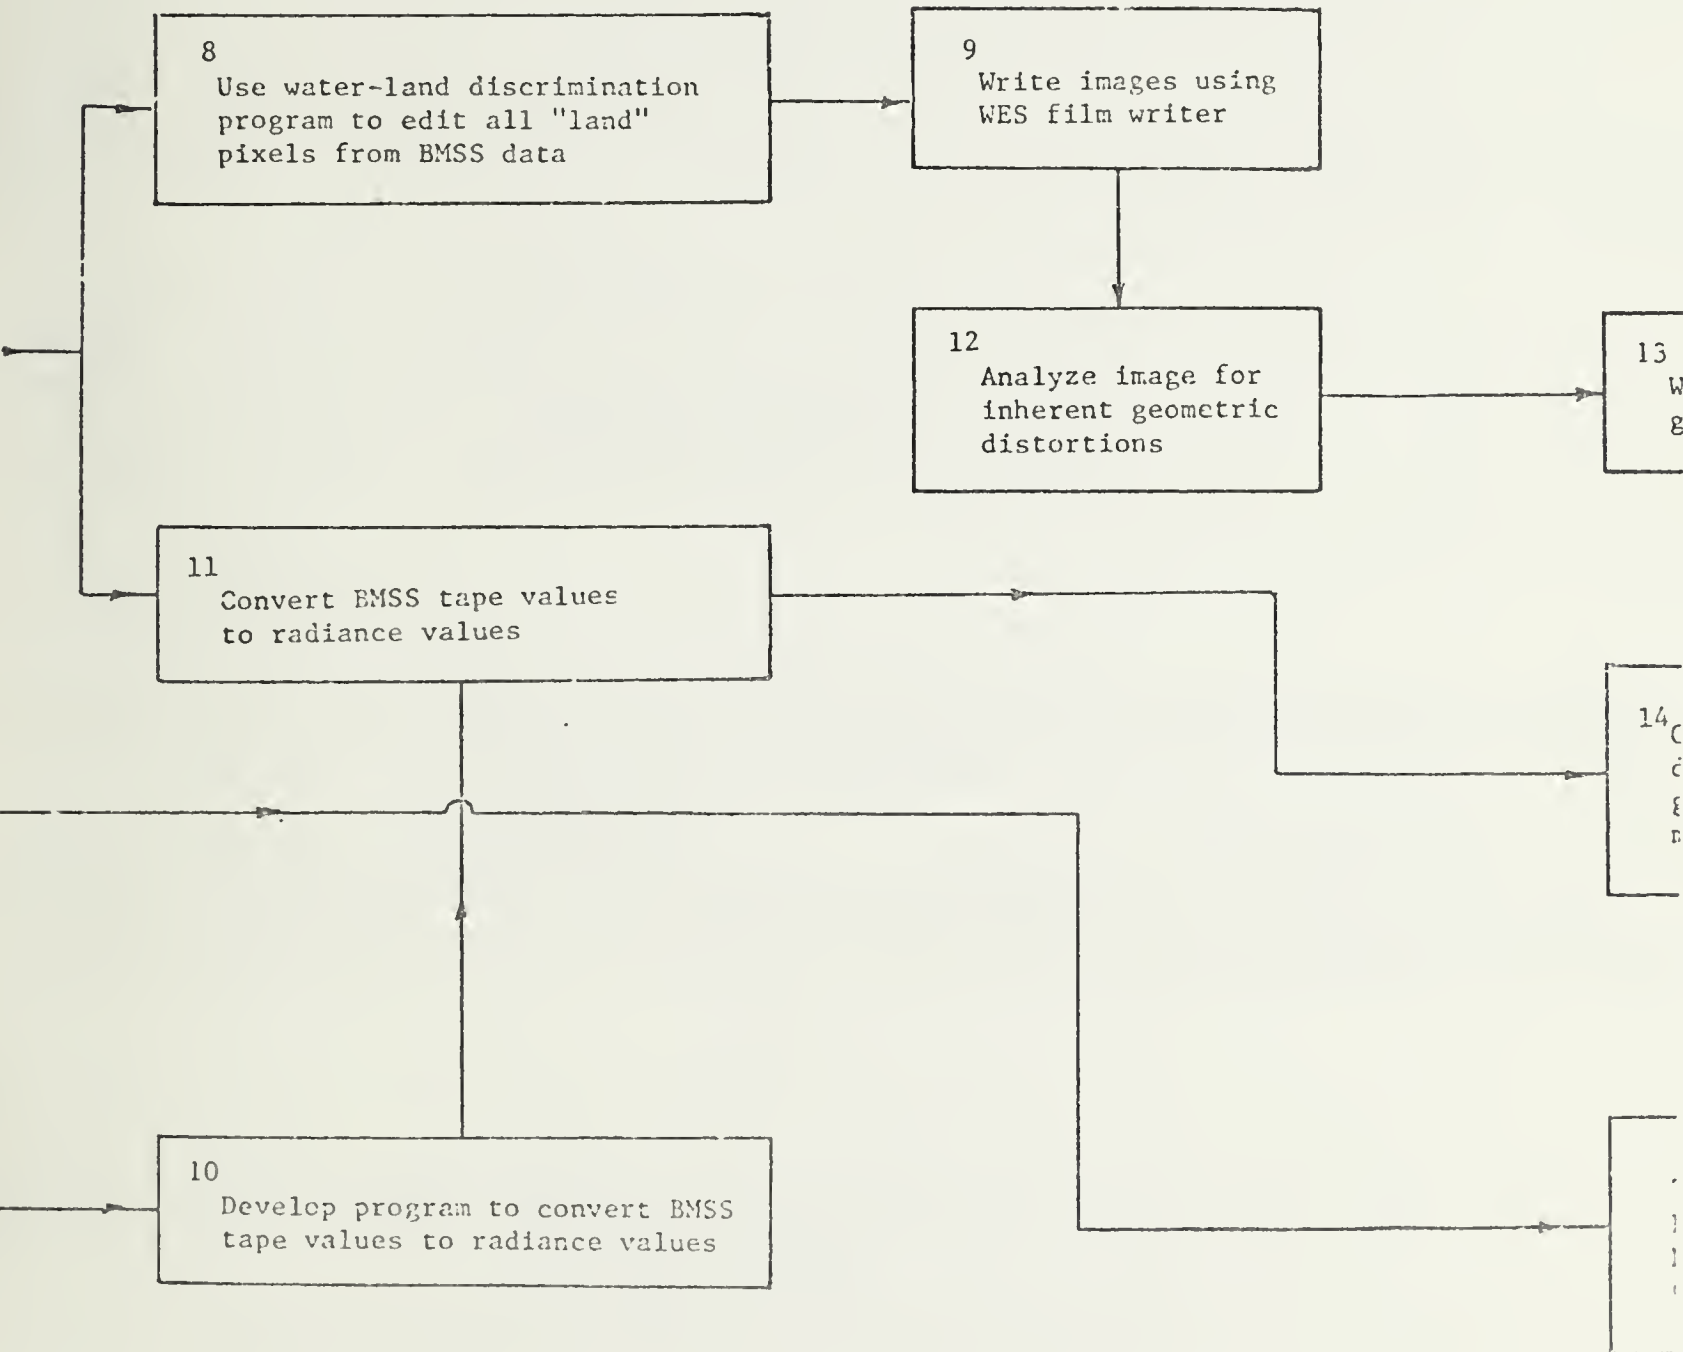 8
Use water-land discrimination
program to edit all "land"
pixels from BMSS data
9
Write images using
WES film writer
12
Analyze image for
inherent geometric
distortions
13
11
Convert BMSS tape values
to radiance values
14
10
Develop program to convert BMSS
tape values to radiance values